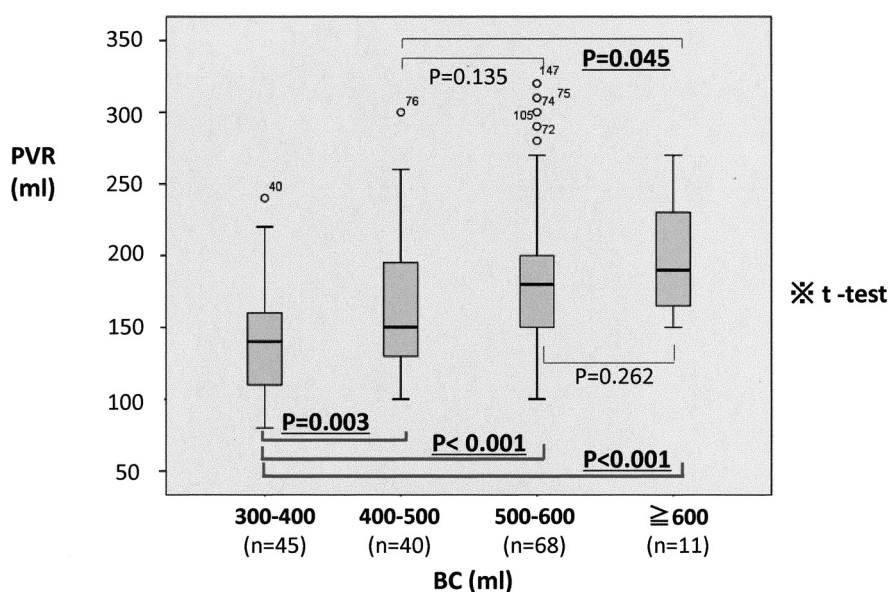 350
300
250
200
150
100
50
PVR
(ml)
P=0.045
P=0.135
147
75
74
105
72
76
40
※ t -test
P=0.262
P=0.003
P< 0.001
P<0.001
300-400 400-500 500-600 ≧600
(n=45) (n=40) (n=68) (n=11)
BC (ml)